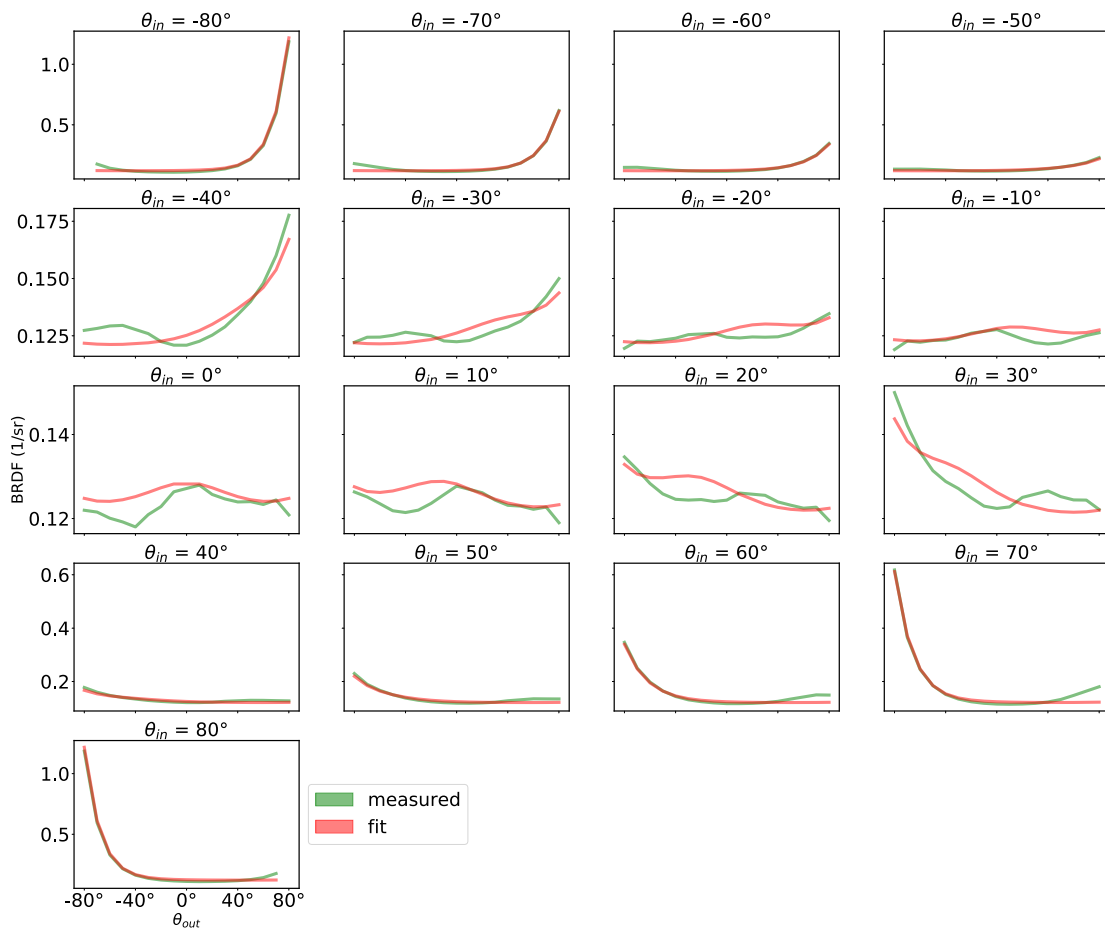 θin = -80° θin = -70° θin = -60° θin = -50°
1.0
0.5
θin = -40° θin = -30° θin = -20° θin = -10°
0.175
0.150
0.125
θin = 0° θin = 10° θin = 20° θin = 30°
0.14
BRDF (1/sr)
0.12
θin = 40° θin = 50° θin = 60° θin = 70°
0.6
0.4
0.2
θin = 80°
1.0
measured
fit
0.5
-80° -40° 0° 40° 80°
θout